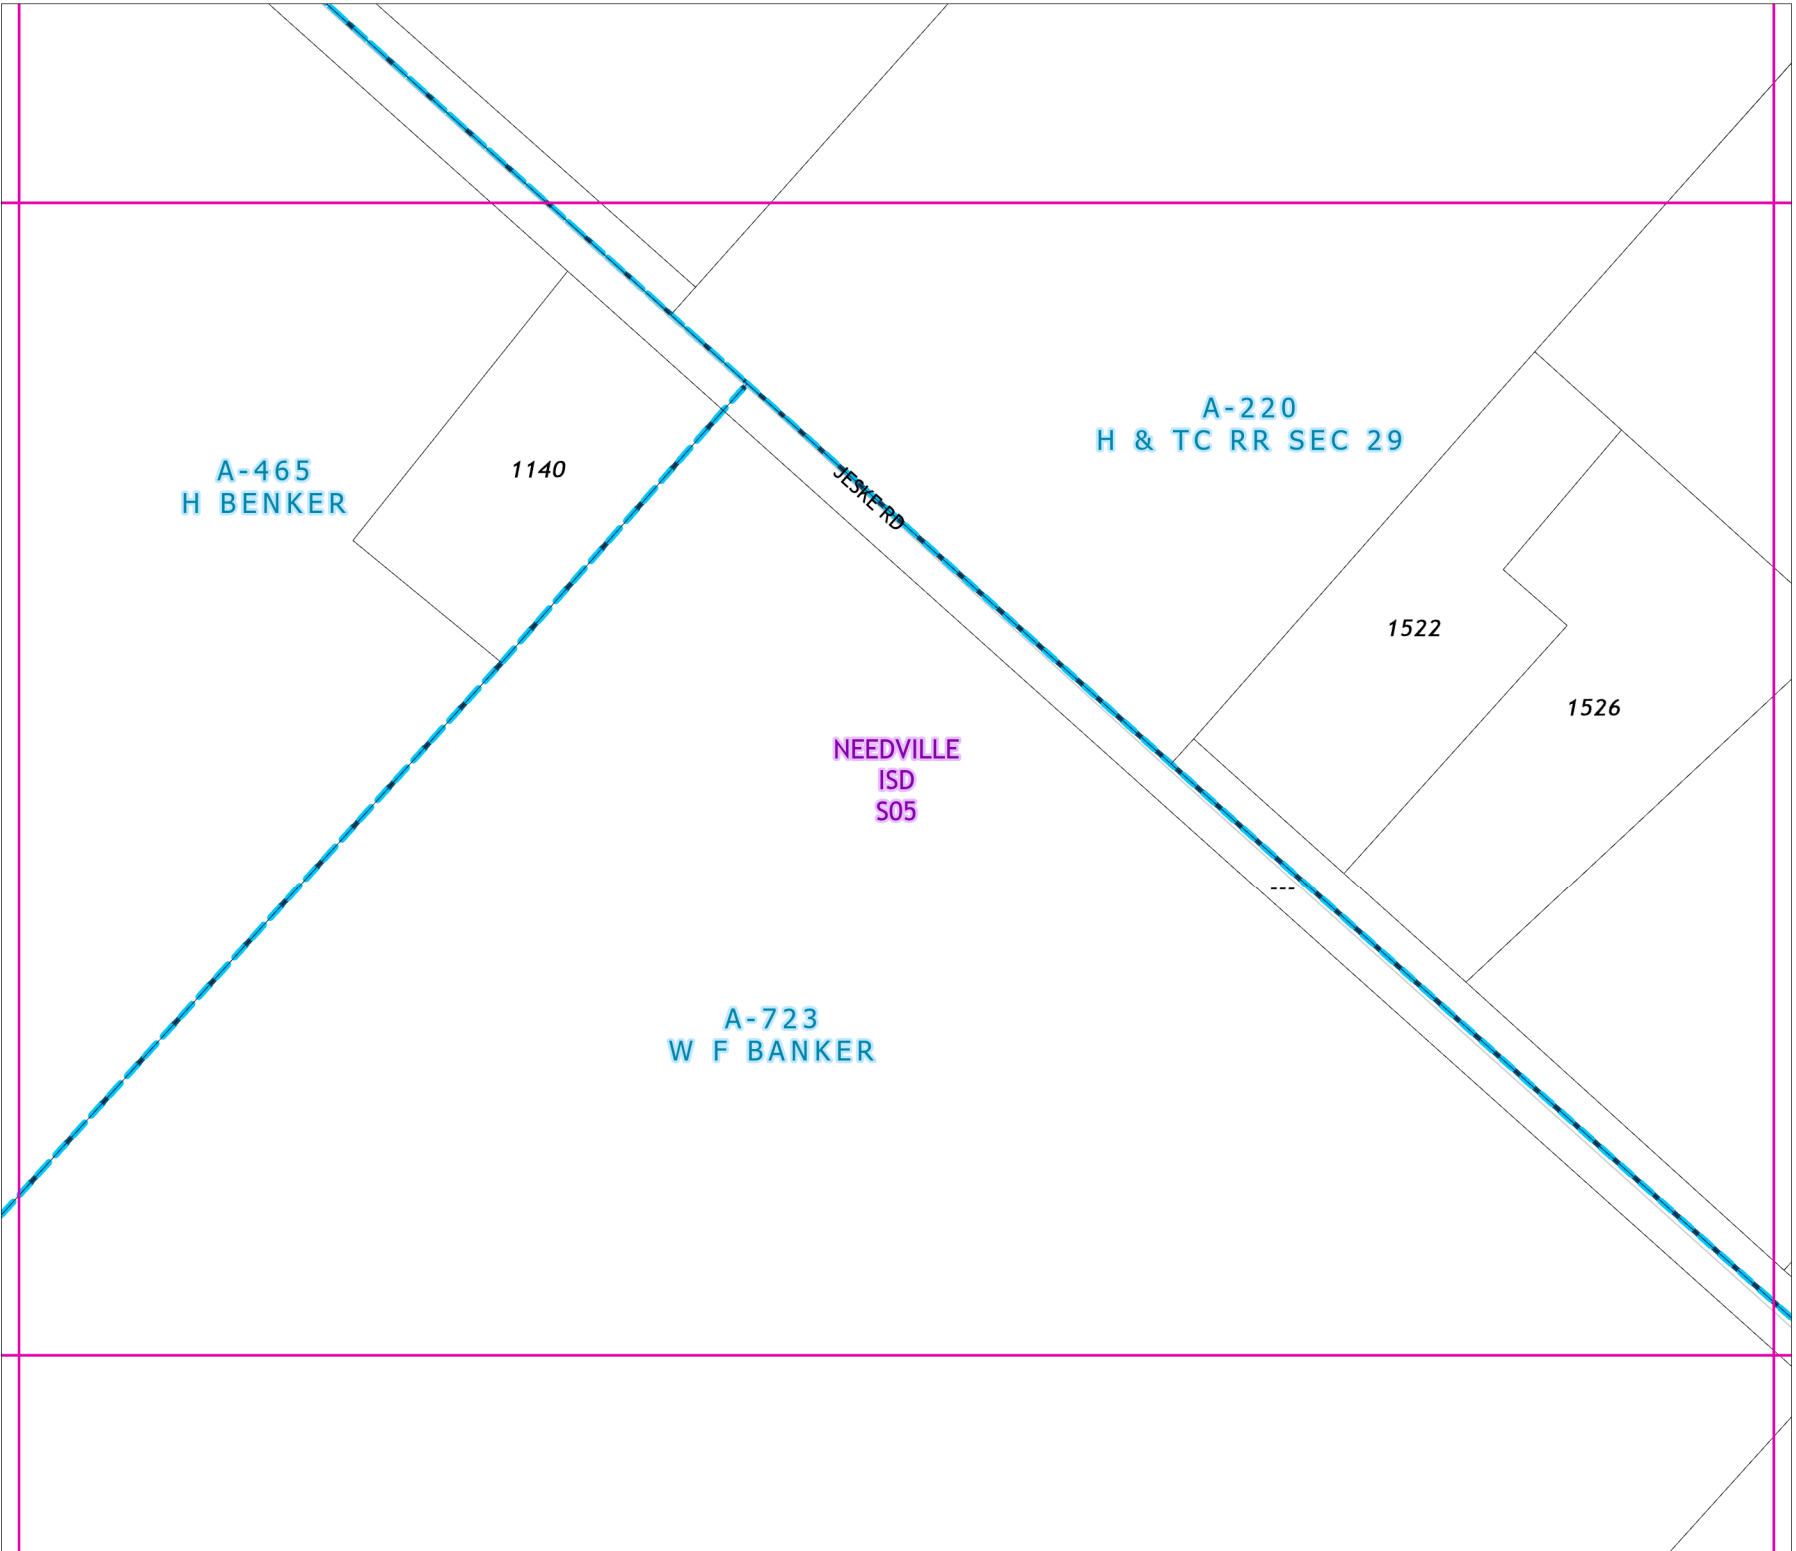 A-220
H & TC RR SEC 29
A-465
H BENKER
1140
JESKE RD
1522
1526
NEEDVILLE
ISD
S05
---
A-723
W F BANKER